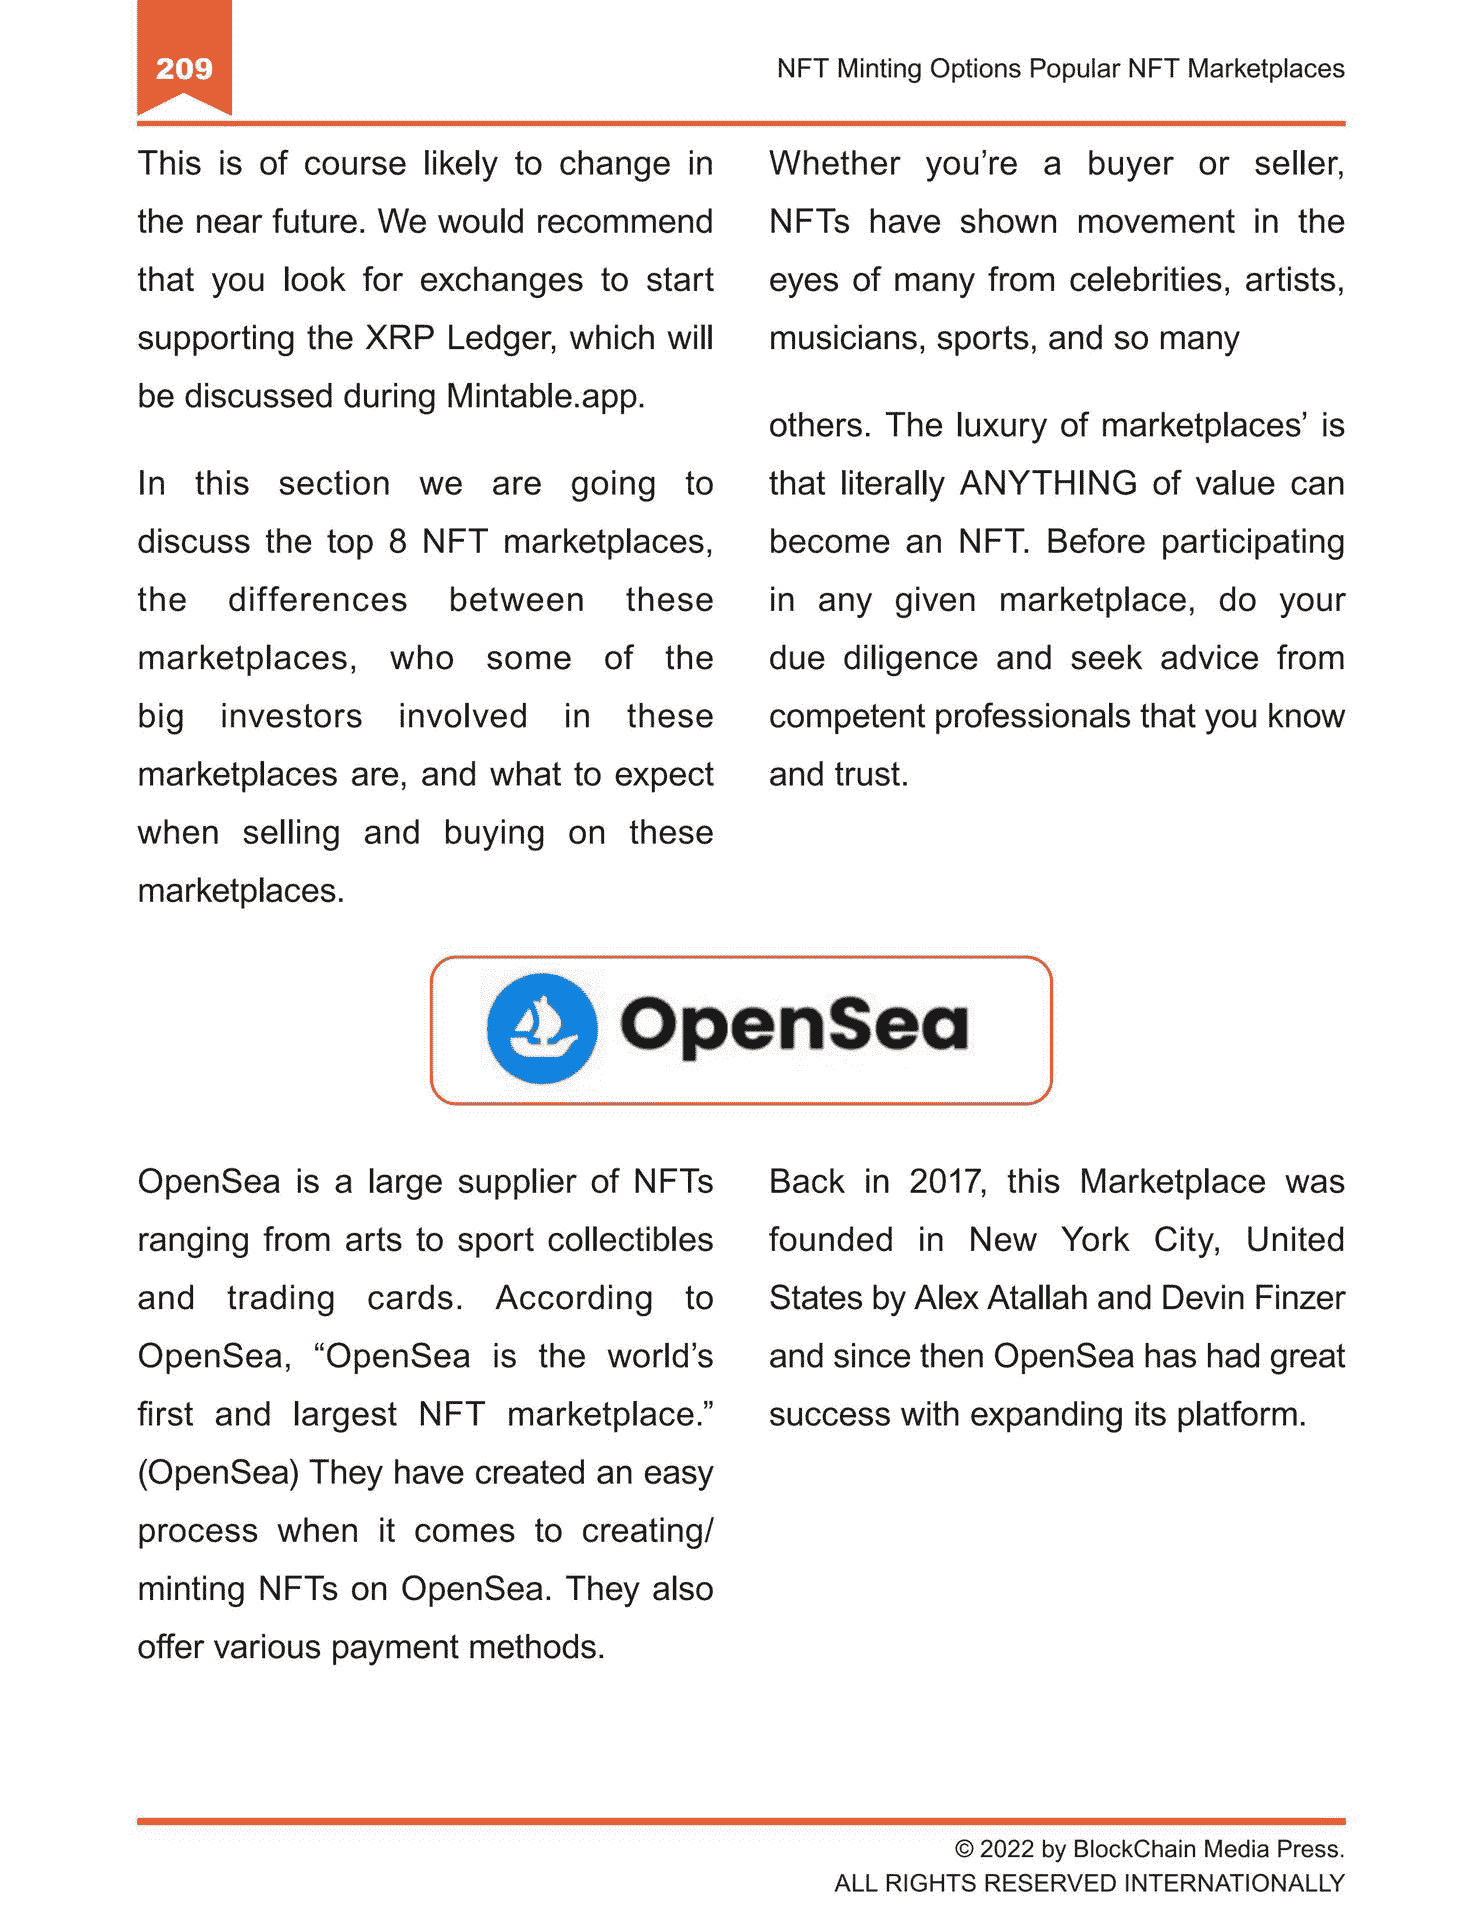 209
NFT Minting Options Popular NFT Marketplaces
This is of course likely to change in
the near future. We would recommend
that you look for exchanges to start
supporting the XRP Ledger, which will
be discussed during Mintable.app.
In this section we are going to
discuss the top 8 NFT marketplaces,
the differences between these
marketplaces, who some of the
big investors involved in these
marketplaces are, and what to expect
when selling and buying on these
marketplaces.
Whether you’re a buyer or seller,
NFTs have shown movement in the
eyes of many from celebrities, artists,
musicians, sports, and so many
others. The luxury of marketplaces’ is
that literally ANYTHING of value can
become an NFT. Before participating
in any given marketplace, do your
due diligence and seek advice from
competent professionals that you know
and trust.
OpenSea
OpenSea is a large supplier of NFTs
ranging from arts to sport collectibles
and trading cards. According to
OpenSea, “OpenSea is the world’s
first and largest NFT marketplace.”
(OpenSea) They have created an easy
process when it comes to creating/
minting NFTs on OpenSea. They also
offer various payment methods.
Back in 2017, this Marketplace was
founded in New York City, United
States by Alex Atallah and Devin Finzer
and since then OpenSea has had great
success with expanding its platform.
© 2022 by BlockChain Media Press.
ALL RIGHTS RESERVED INTERNATIONALLY